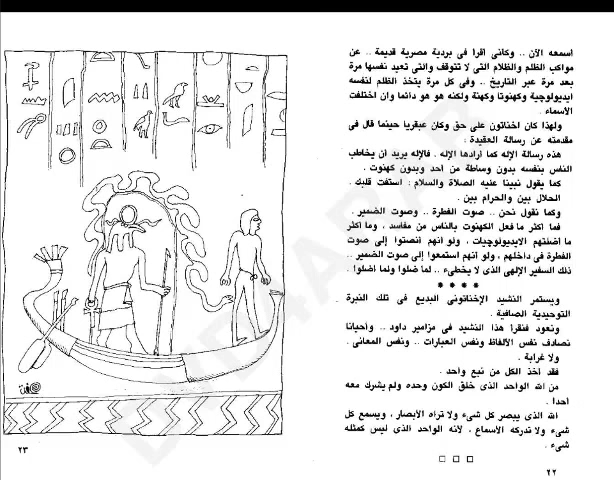 اسمعه الآن .. وكأنى أقرأ فى بردية مصرية قديمة .. عن
مواكب الظلم والظلام التى لا تتوقف والتى تعيد نفسها مرة
بعد مرة عبر التاريخ .. وفى كل مرة يتخذ الظلم لنفسه
ايديولوجية وكهنوتا وكهنة ولكنه هو هو دائما وان اختلفت
الأسماء .
ولهذا كان اخناتون على حق وكان عبقريا حينما قال فى
مقدمته عن رسالة العقيدة :
هذه رسالة الإله كما أرادها الإله . فالإله يريد أن يخاطب
الناس بنفسه بدون وساطة من أحد وبدون كهنوت .
كما يقول نبينا عليه الصلاة والسلام : استفت قلبك .
الحلال بين والحرام بين .
وكما نقول نحن .. صوت الفطرة .. وصوت الضمير .
فما أكثر ما فعل الكهنوت بالناس من مفاسد ، وما أكثر
ما أضلتهم الايديولوجيات ، ولو أنهم أنصتوا إلى صوت
الفطرة فى داخلهم ، ولو أنهم استمعوا إلى صوت الضمير ..
ذلك السفير الإلهى الذى لا يخطىء .. لما ضلوا ولما أضلوا .
* * * *
ويستمر النشيد الإخناتونى البديع فى تلك النبرة
التوحيدية الصافية .
ونعود فنقرأ هذا النشيد فى مزامير داود .. وأحيانا
نصادف نفس الألفاظ ونفس العبارات .. ونفس المعانى .
ولا غرابة .
فقد أخذ الكل من نبع واحد .
من الله الواحد الذى خلق الكون وحده ولم يشرك معه
أحدا .
الله الذى يبصر كل شىء ولا تراه الأبصار ، ويسمع كل
شىء ولا تدركه الأسماع ، لأنه الواحد الذى ليس كمثله
شىء .
٢٢
٢٣